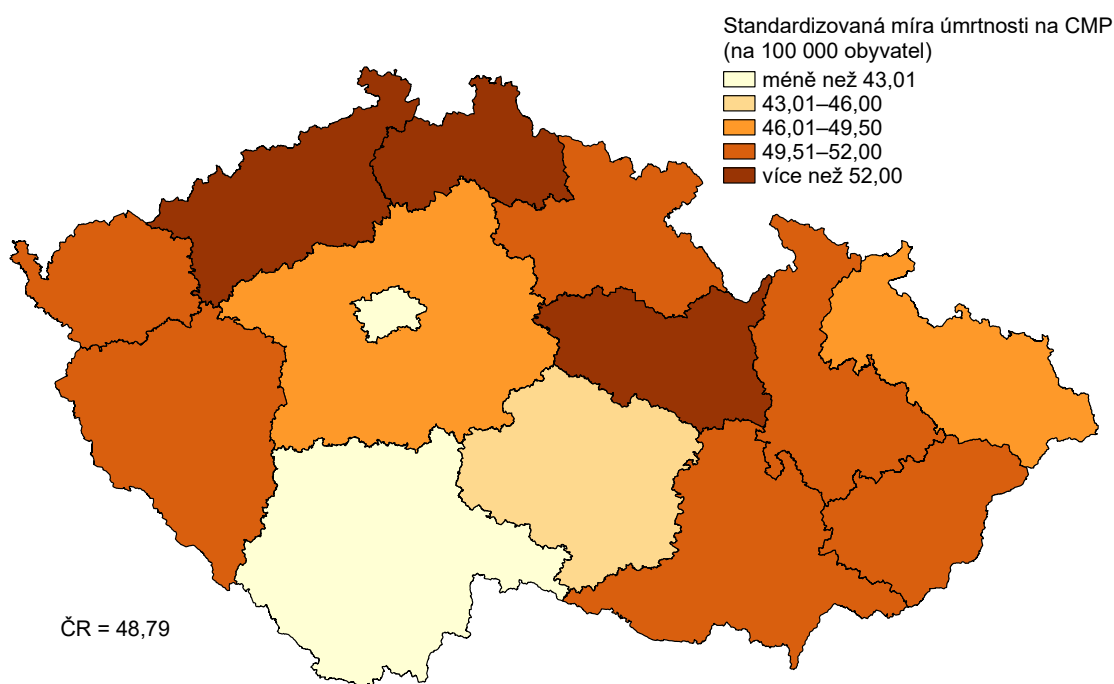 Standardizovaná míra úmrtnosti na CMP
(na 100 000 obyvatel)
méně než 43,01
43,01–46,00
46,01–49,50
49,51–52,00
více než 52,00
ČR = 48,79